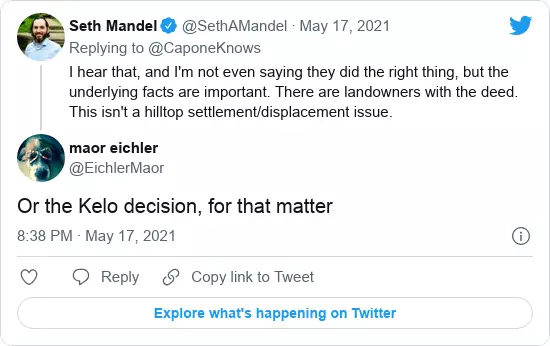 Seth Mandel @SethAMandel · May 17, 2021
Replying to @CaponeKnows
I hear that, and I'm not even saying they did the right thing, but the
underlying facts are important. There are landowners with the deed.
This isn't a hilltop settlement/displacement issue.
maor eichler
@EichlerMaor
Or the Kelo decision, for that matter
8:38 PM · May 17, 2021
Reply Copy link to Tweet
Explore what's happening on Twitter